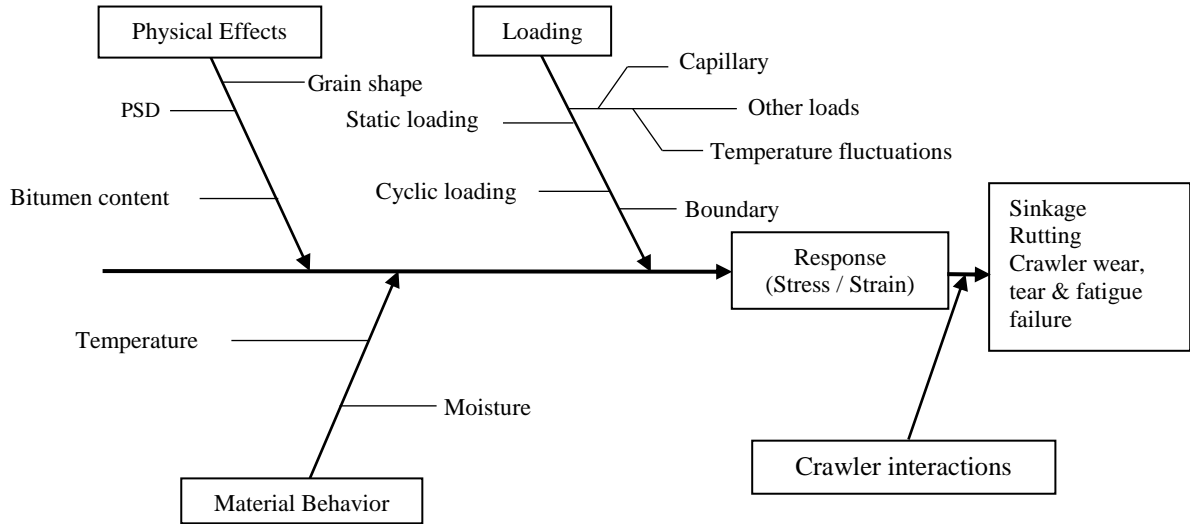 Physical Effects
Loading
Grain shape
PSD
Bitumen content
Capillary
Static loading
Other loads
Temperature fluctuations
Cyclic loading
Boundary
Response
(Stress / Strain)
Sinkage
Rutting
Crawler wear,
tear & fatigue
failure
Temperature
Moisture
Material Behavior
Crawler interactions